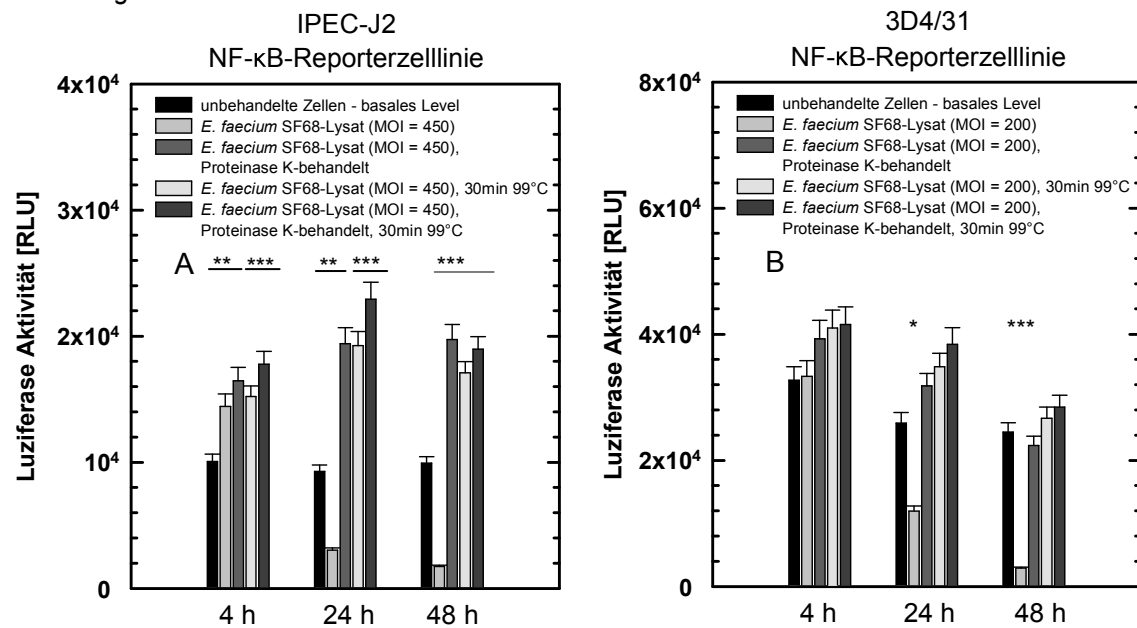 IPEC-J2
NF-κB-Reporterzelllinie
4x10⁴
3x10⁴
2x10⁴
10⁴
0
Luziferase Aktivität [RLU]
unbehandelte Zellen - basales Level
E. faecium SF68-Lysat (MOI = 450)
E. faecium SF68-Lysat (MOI = 450),
Proteinase K-behandelt
E. faecium SF68-Lysat (MOI = 450), 30min 99°C
E. faecium SF68-Lysat (MOI = 450),
Proteinase K-behandelt, 30min 99°C
A
** *** ** *** ***
4 h 24 h 48 h
3D4/31
NF-κB-Reporterzelllinie
8x10⁴
6x10⁴
4x10⁴
2x10⁴
0
Luziferase Aktivität [RLU]
unbehandelte Zellen - basales Level
E. faecium SF68-Lysat (MOI = 200)
E. faecium SF68-Lysat (MOI = 200),
Proteinase K-behandelt
E. faecium SF68-Lysat (MOI = 200), 30min 99°C
E. faecium SF68-Lysat (MOI = 200),
Proteinase K-behandelt, 30min 99°C
B
* ***
4 h 24 h 48 h